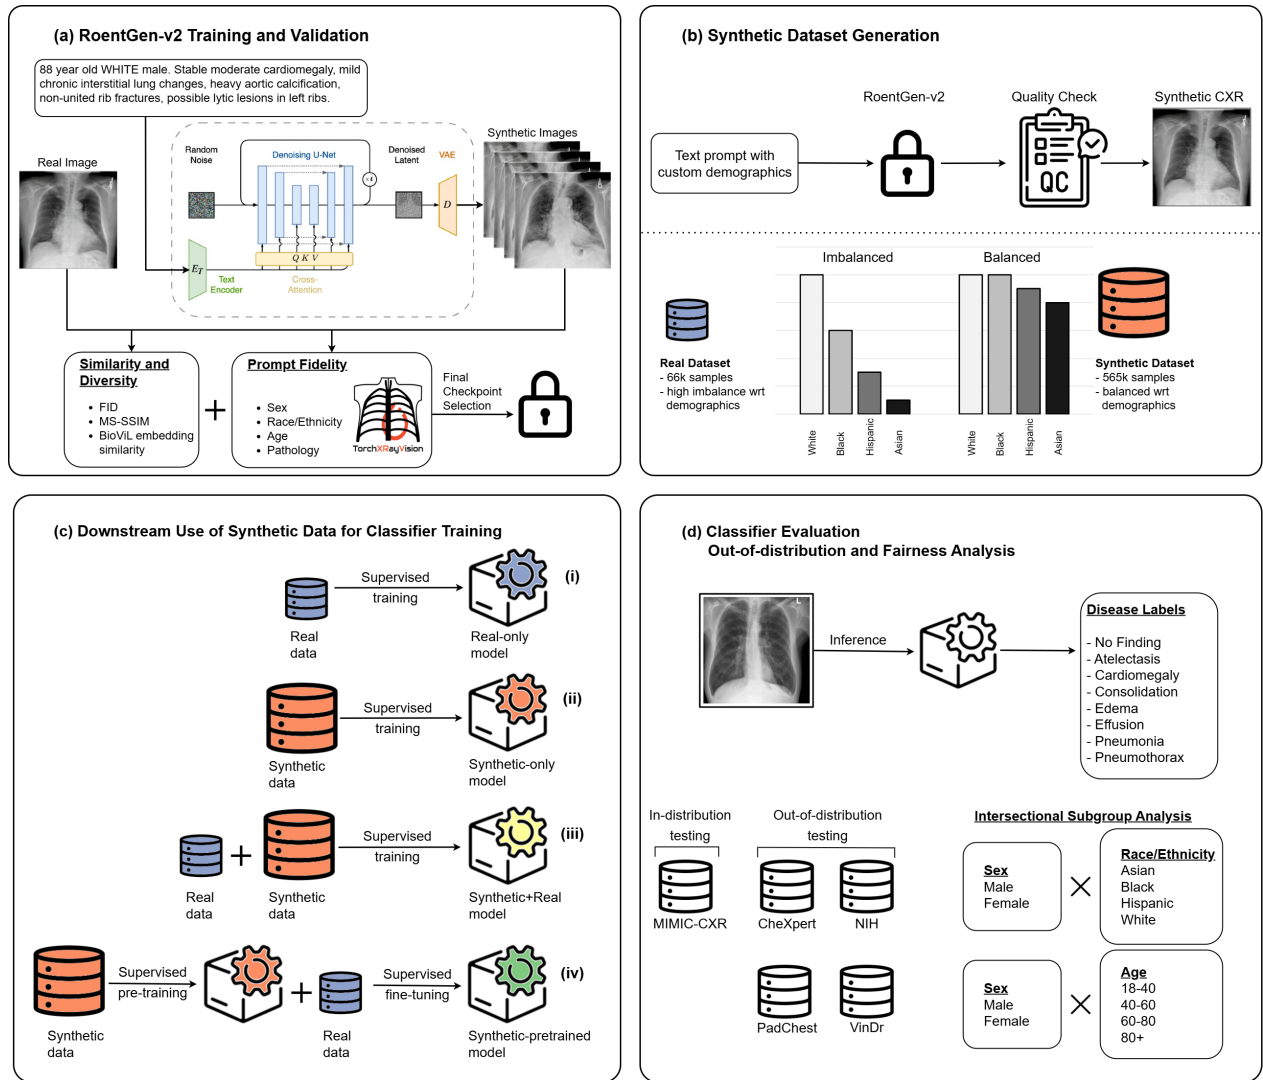 (a) RoentGen-v2 Training and Validation
88 year old WHITE male. Stable moderate cardiomegaly, mild
chronic interstitial lung changes, heavy aortic calcification,
non-united rib fractures, possible lytic lesions in left ribs.
Real Image
Random
Noise
Denoising U-Net
Denoised
Latent
VAE
Synthetic Images
D
E_T
Text
Encoder
Q K V
Cross-
Attention
Similarity and
Diversity
• FID
• MS-SSIM
• BioViL embedding
similarity
+
Prompt Fidelity
• Sex
• Race/Ethnicity
• Age
• Pathology
TorchXRayVision
Final
Checkpoint
Selection
(b) Synthetic Dataset Generation
Text prompt with
custom demographics
RoentGen-v2
Quality Check
QC
Synthetic CXR
Real Dataset
- 66k samples
- high imbalance wrt
demographics
Imbalanced
White
Black
Hispanic
Asian
Balanced
White
Black
Hispanic
Asian
Synthetic Dataset
- 565k samples
- balanced wrt
demographics
(c) Downstream Use of Synthetic Data for Classifier Training
Real
data
Supervised
training
Real-only
model
(i)
Synthetic
data
Supervised
training
Synthetic-only
model
(ii)
Real
data
+
Synthetic
data
Supervised
training
Synthetic+Real
model
(iii)
Synthetic
data
Supervised
pre-training
+
Real
data
Supervised
fine-tuning
Synthetic-pretrained
model
(iv)
(d) Classifier Evaluation
Out-of-distribution and Fairness Analysis
L
Inference
Disease Labels
- No Finding
- Atelectasis
- Cardiomegaly
- Consolidation
- Edema
- Effusion
- Pneumonia
- Pneumothorax
In-distribution
testing
MIMIC-CXR
Out-of-distribution
testing
CheXpert
NIH
PadChest
VinDr
Intersectional Subgroup Analysis
Sex
Male
Female
×
Race/Ethnicity
Asian
Black
Hispanic
White
Sex
Male
Female
×
Age
18-40
40-60
60-80
80+